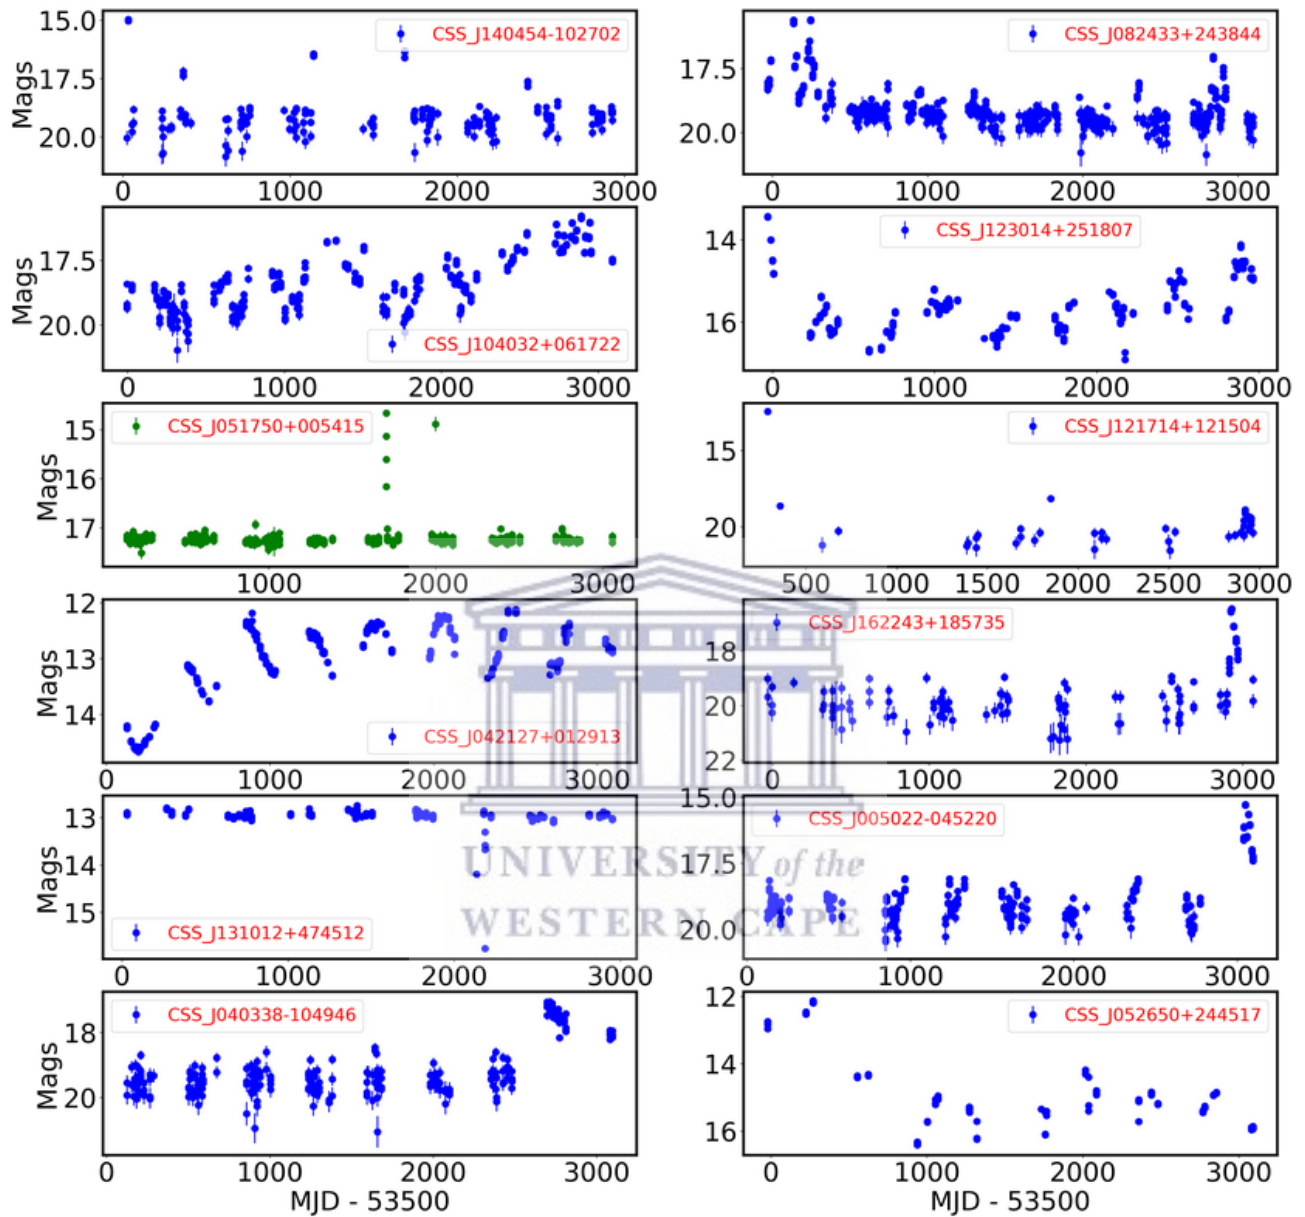 15.0
17.5
20.0
Mags
CSS_J140454-102702
0 1000 2000 3000
17.5
20.0
CSS_J082433+243844
0 1000 2000 3000
17.5
20.0
Mags
CSS_J104032+061722
0 1000 2000 3000
14
16
CSS_J123014+251807
0 1000 2000 3000
15
16
17
Mags
CSS_J051750+005415
1000 2000 3000
15
20
CSS_J121714+121504
500 1000 1500 2000 2500 3000
12
13
14
Mags
CSS_J042127+012913
1000 2000 3000
18
20
22
CSS_J162243+185735
0 1000 2000 3000
13
14
15
Mags
CSS_J131012+474512
0 1000 2000 3000
15.0
17.5
20.0
CSS_J005022-045220
0 1000 2000 3000
UNIVERSITY of the
WESTERN CAPE
18
20
Mags
CSS_J040338-104946
0 1000 2000 3000
MJD - 53500
12
14
16
CSS_J052650+244517
0 1000 2000 3000
MJD - 53500